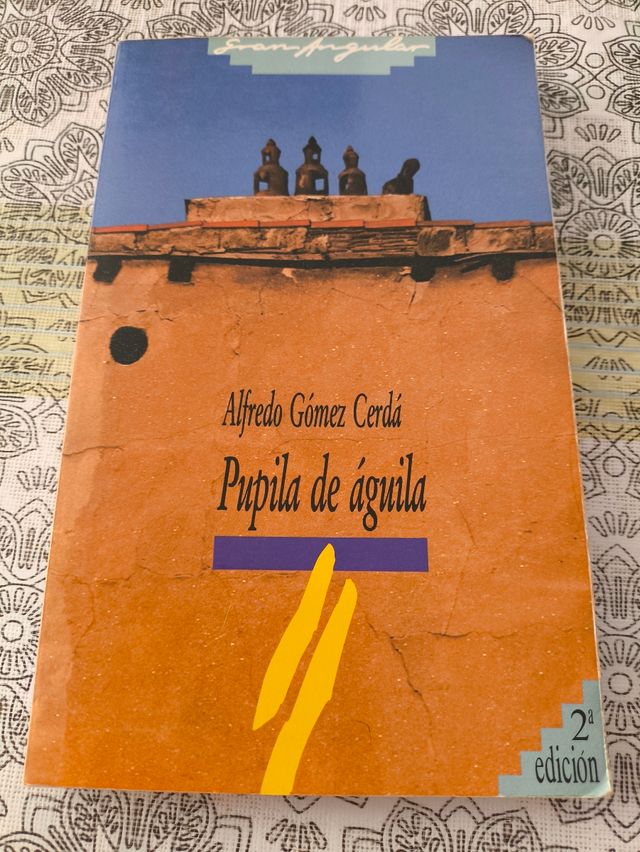 Gran Angular
Alfredo Gómez Cerdá
Pupila de águila
2ª
edición